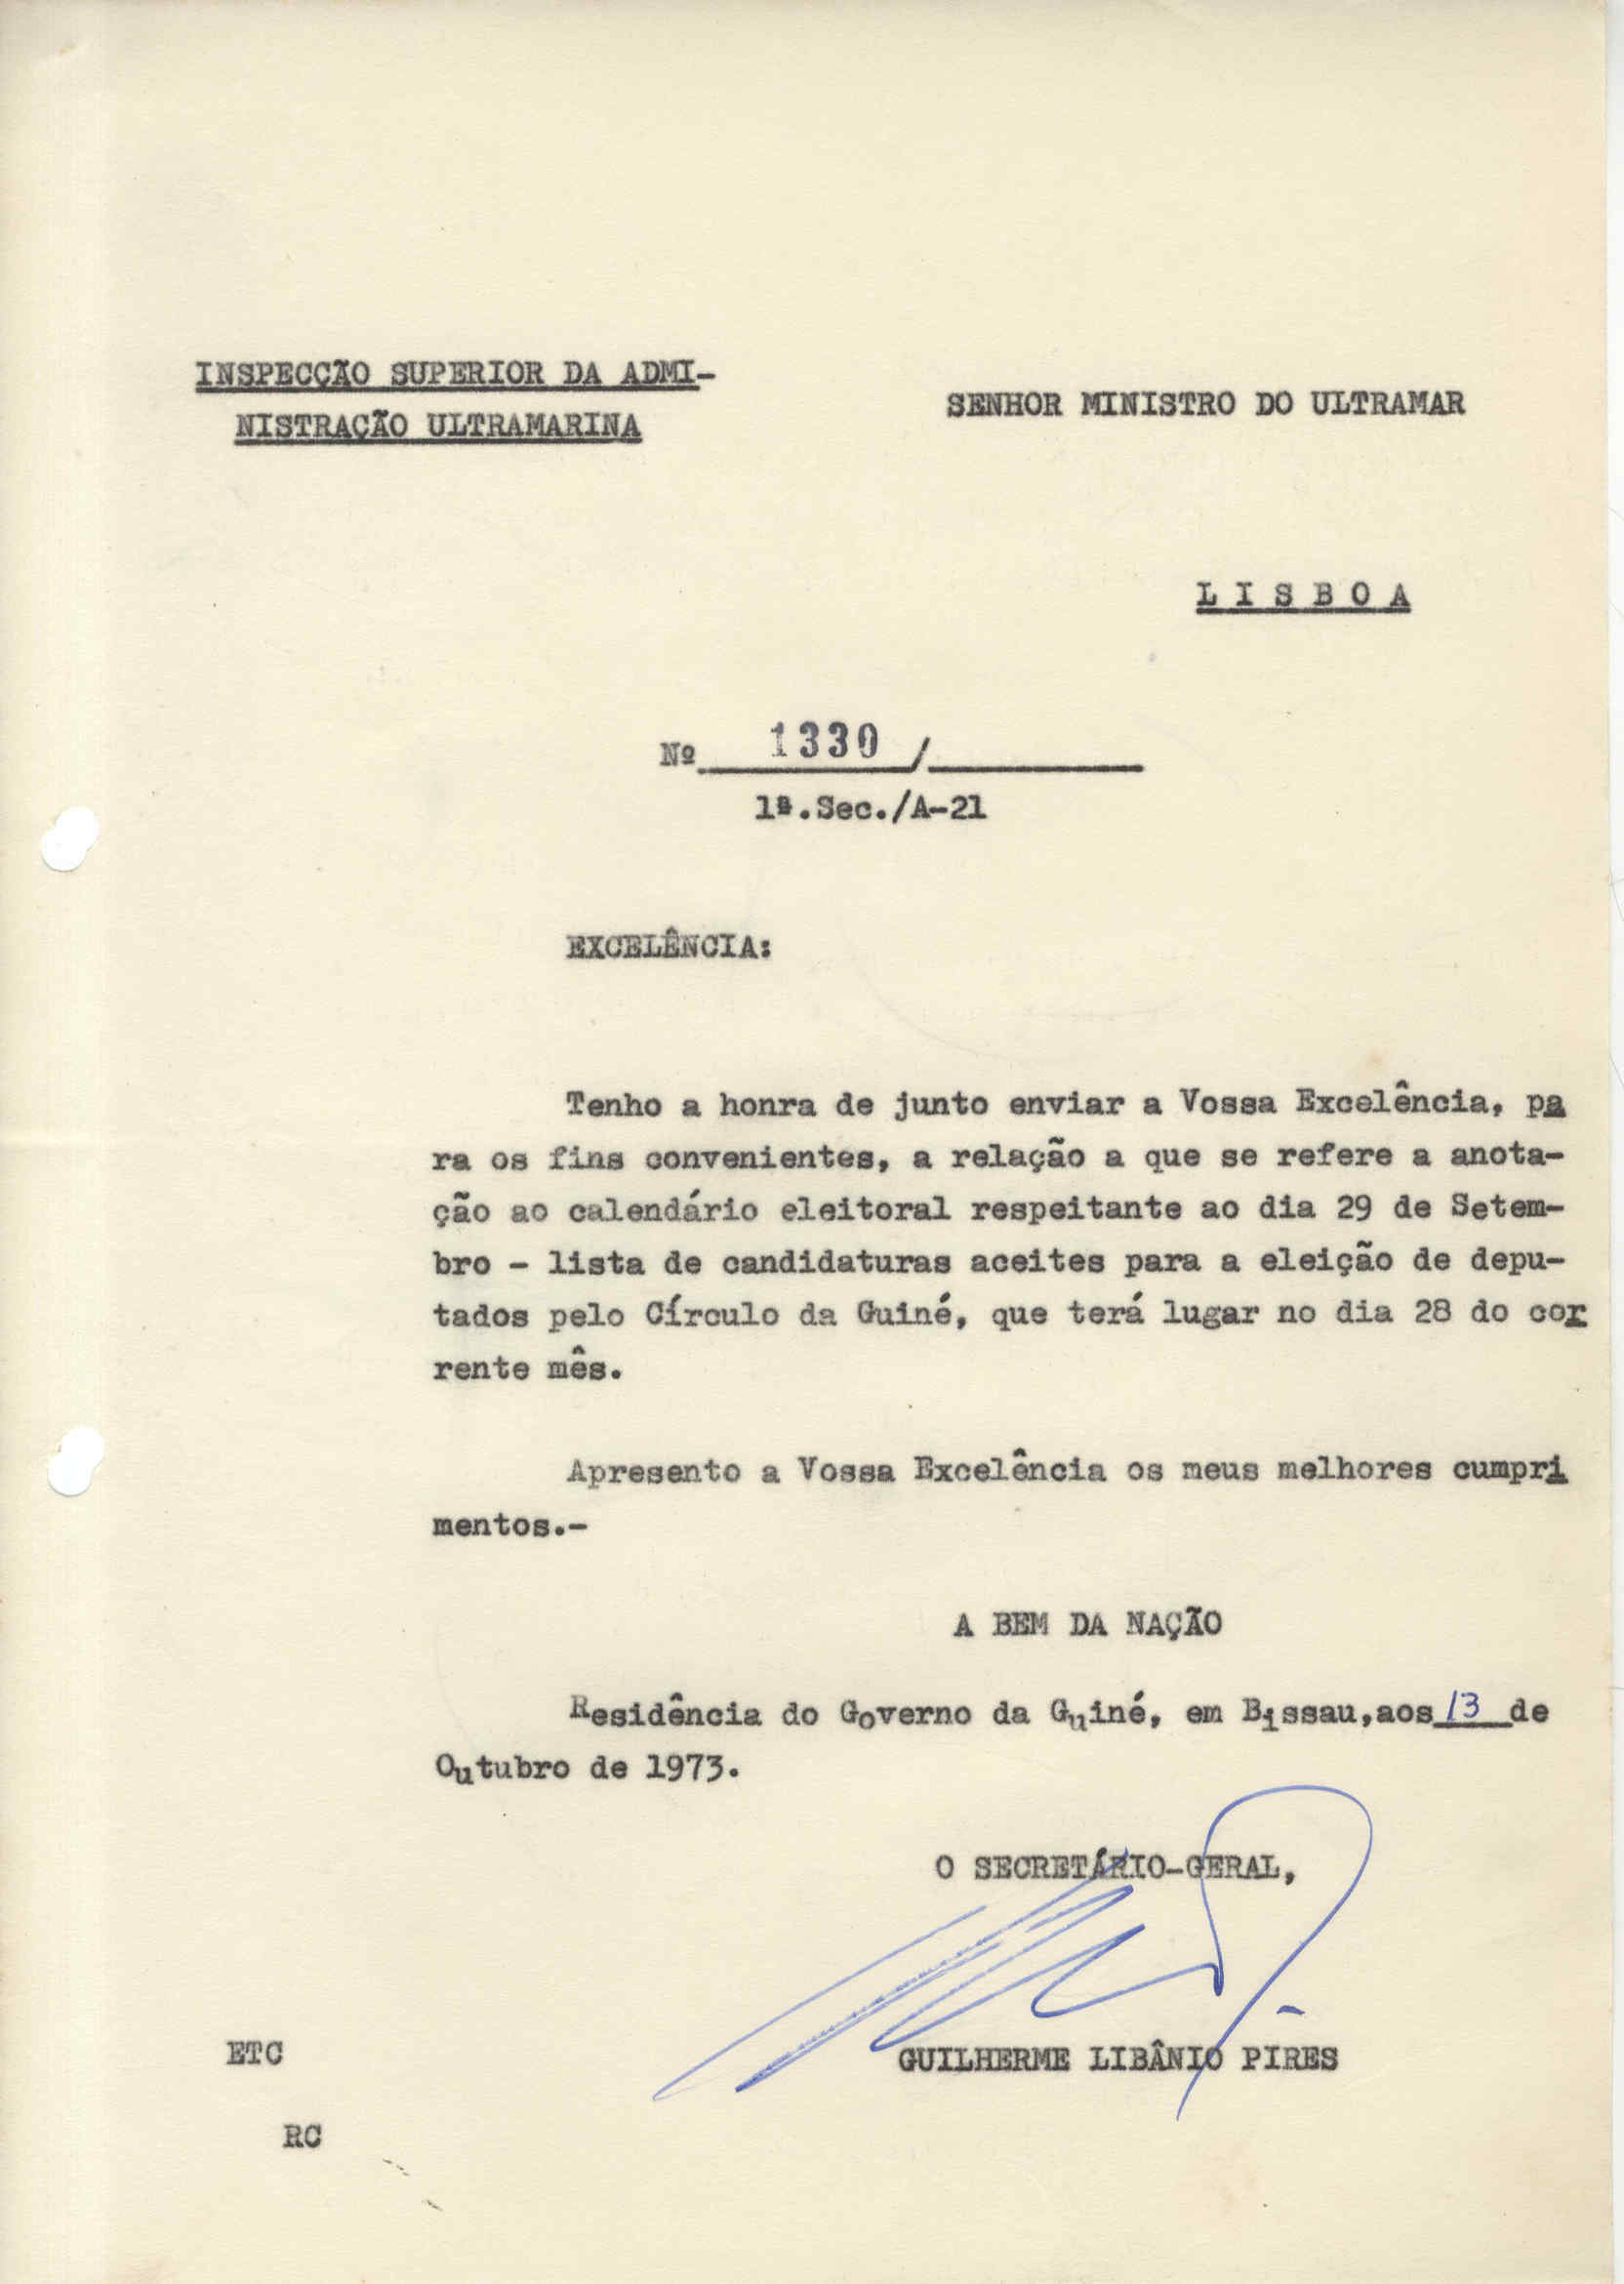 INSPECÇÃO SUPERIOR DA ADMI-
NISTRAÇÃO ULTRAMARINA
SENHOR MINISTRO DO ULTRAMAR
L I S B O A
Nº 1330 /
1ª.Sec./A-21
EXCELÊNCIA:
Tenho a honra de junto enviar a Vossa Excelência, pa
ra os fins convenientes, a relação a que se refere a anota-
ção ao calendário eleitoral respeitante ao dia 29 de Setem-
bro - lista de candidaturas aceites para a eleição de depu-
tados pelo Círculo da Guiné, que terá lugar no dia 28 do cor
rente mês.
Apresento a Vossa Excelência os meus melhores cumpri
mentos.-
A BEM DA NAÇÃO
Residência do Governo da Guiné, em Bissau,aos 13 de
Outubro de 1973.
O SECRETÁRIO-GERAL,
GUILHERME LIBÂNIO PIRES
ETC
RC